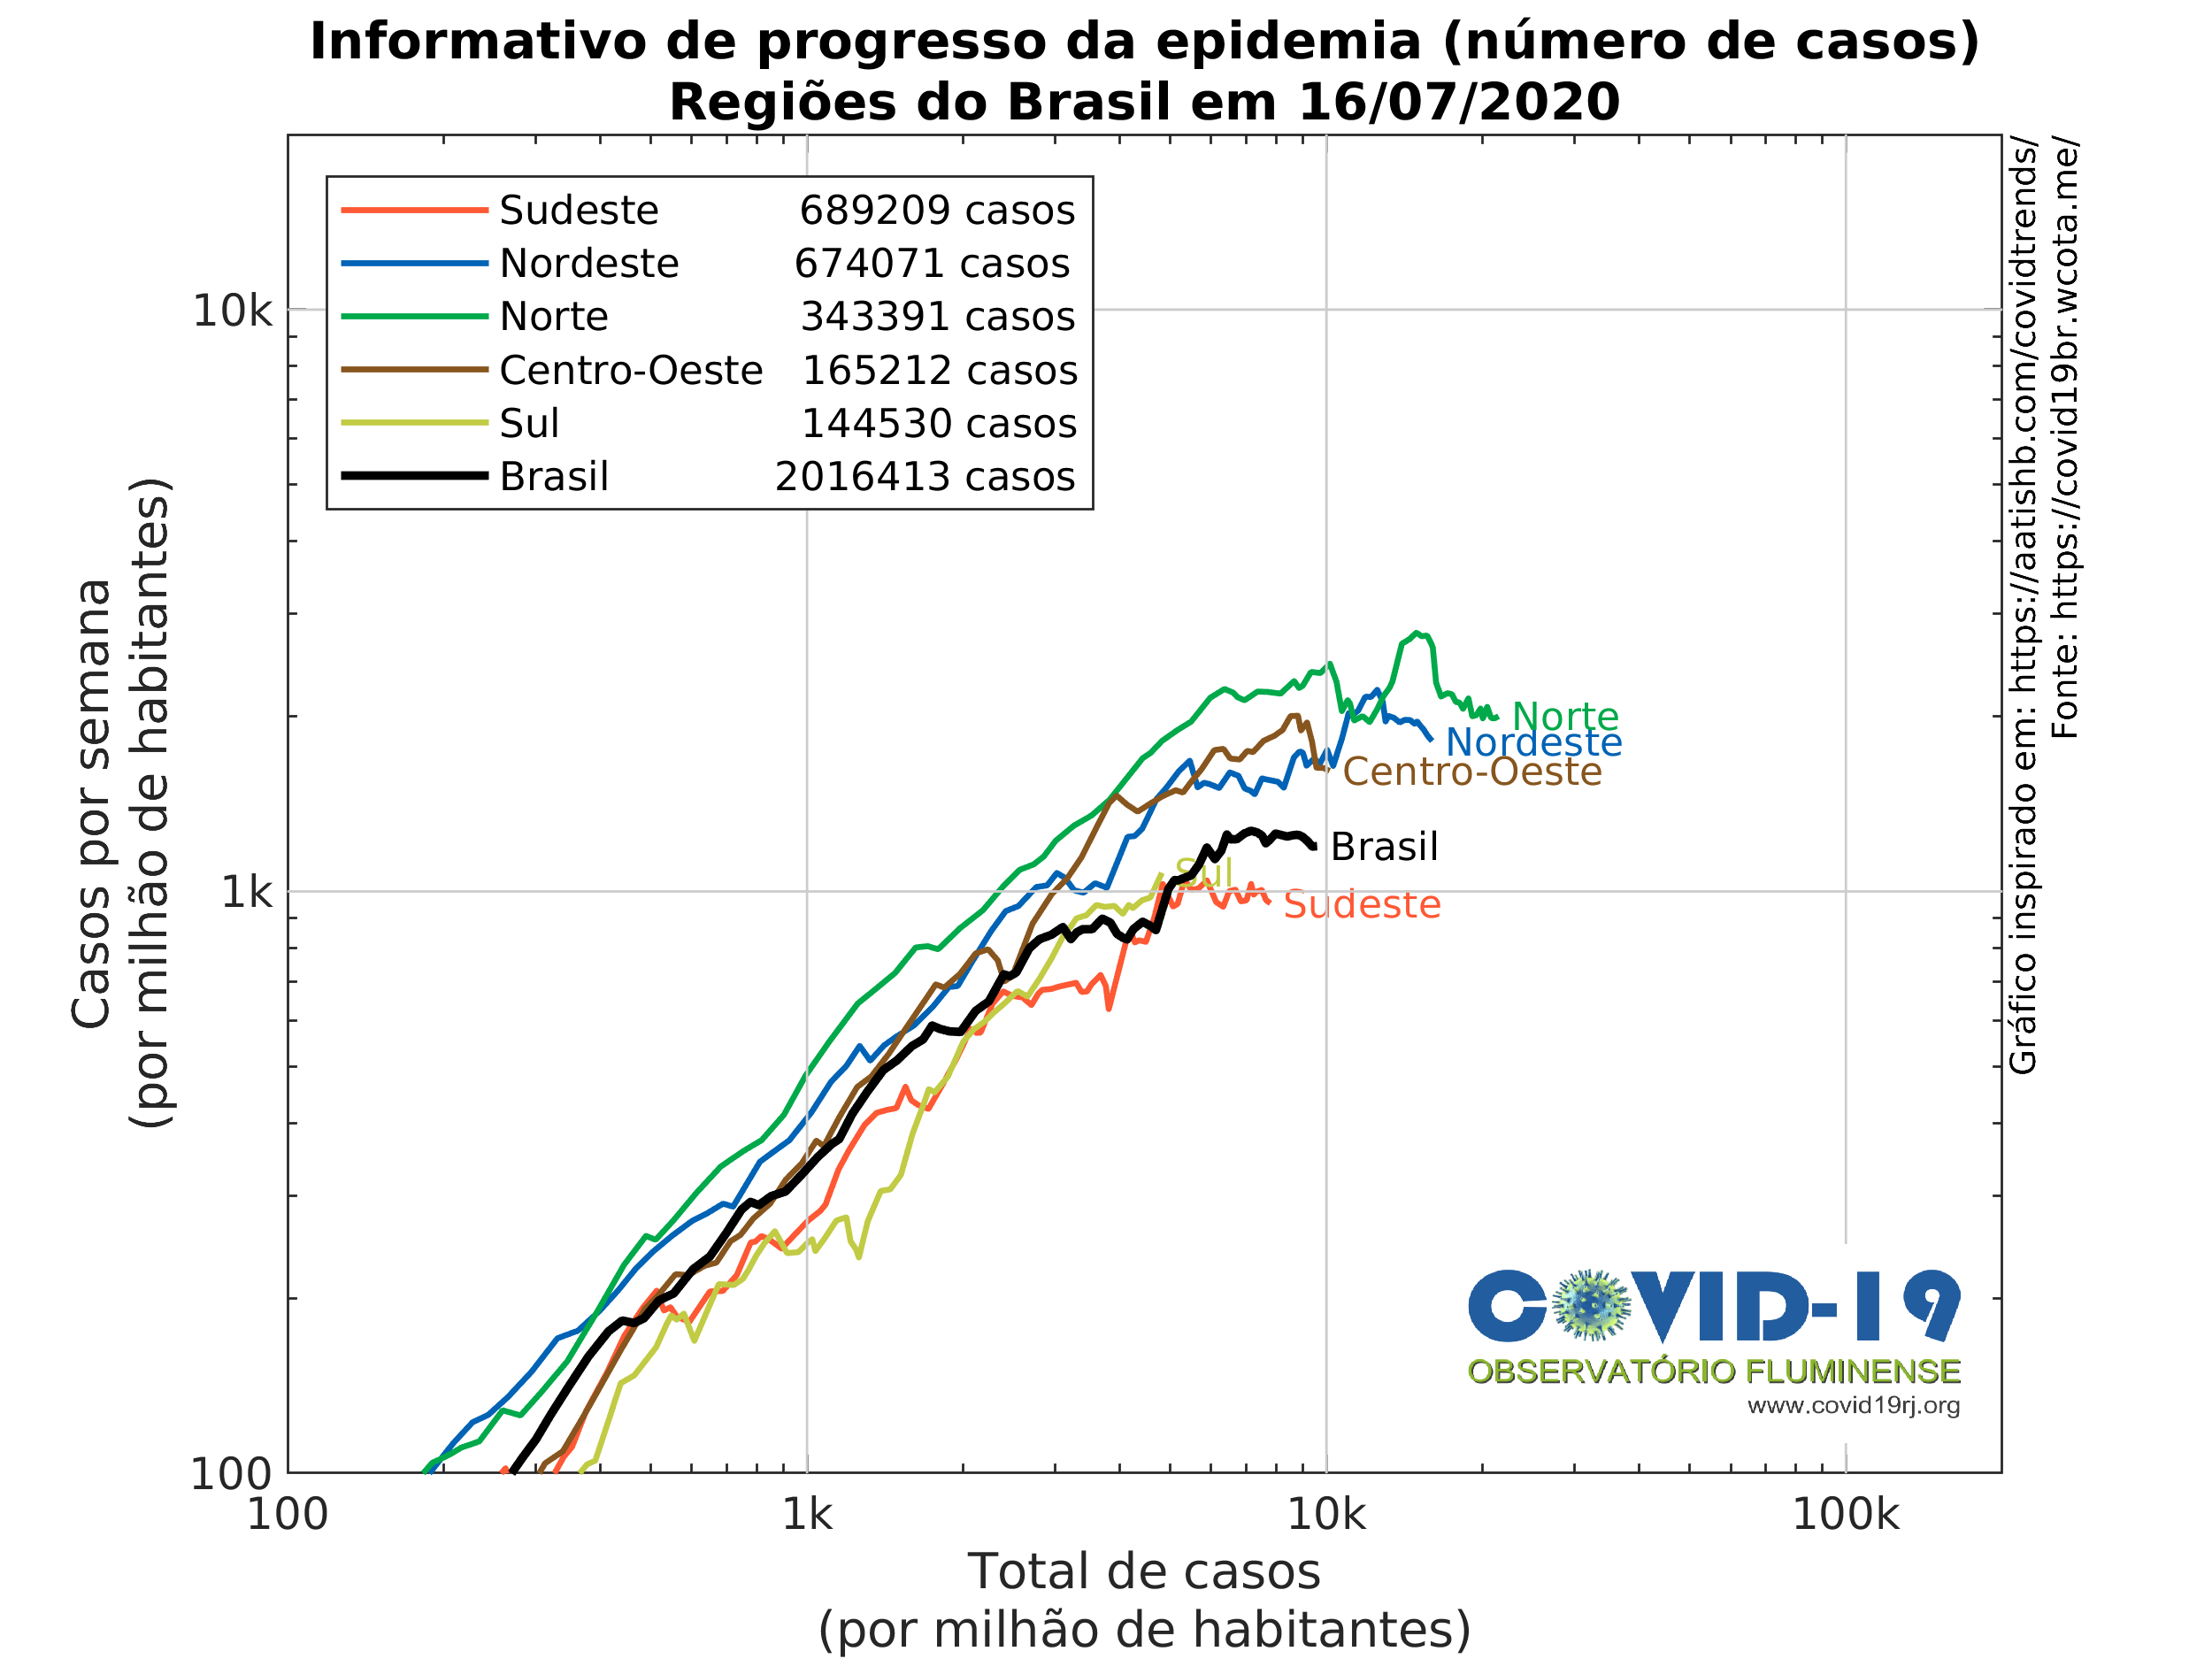 Informativo de progresso da epidemia (número de casos)
Regiões do Brasil em 16/07/2020
Sudeste 689209 casos
Nordeste 674071 casos
Norte 343391 casos
Centro-Oeste 165212 casos
Sul 144530 casos
Brasil 2016413 casos
10k
1k
100
Casos por semana
(por milhão de habitantes)
Norte
Nordeste
Centro-Oeste
Brasil
Sul
Sudeste
Gráfico inspirado em: https://aatishb.com/covidtrends/
Fonte: https://covid19br.wcota.me/
COVID-19
OBSERVATÓRIO FLUMINENSE
www.covid19rj.org
100
1k
10k
100k
Total de casos
(por milhão de habitantes)